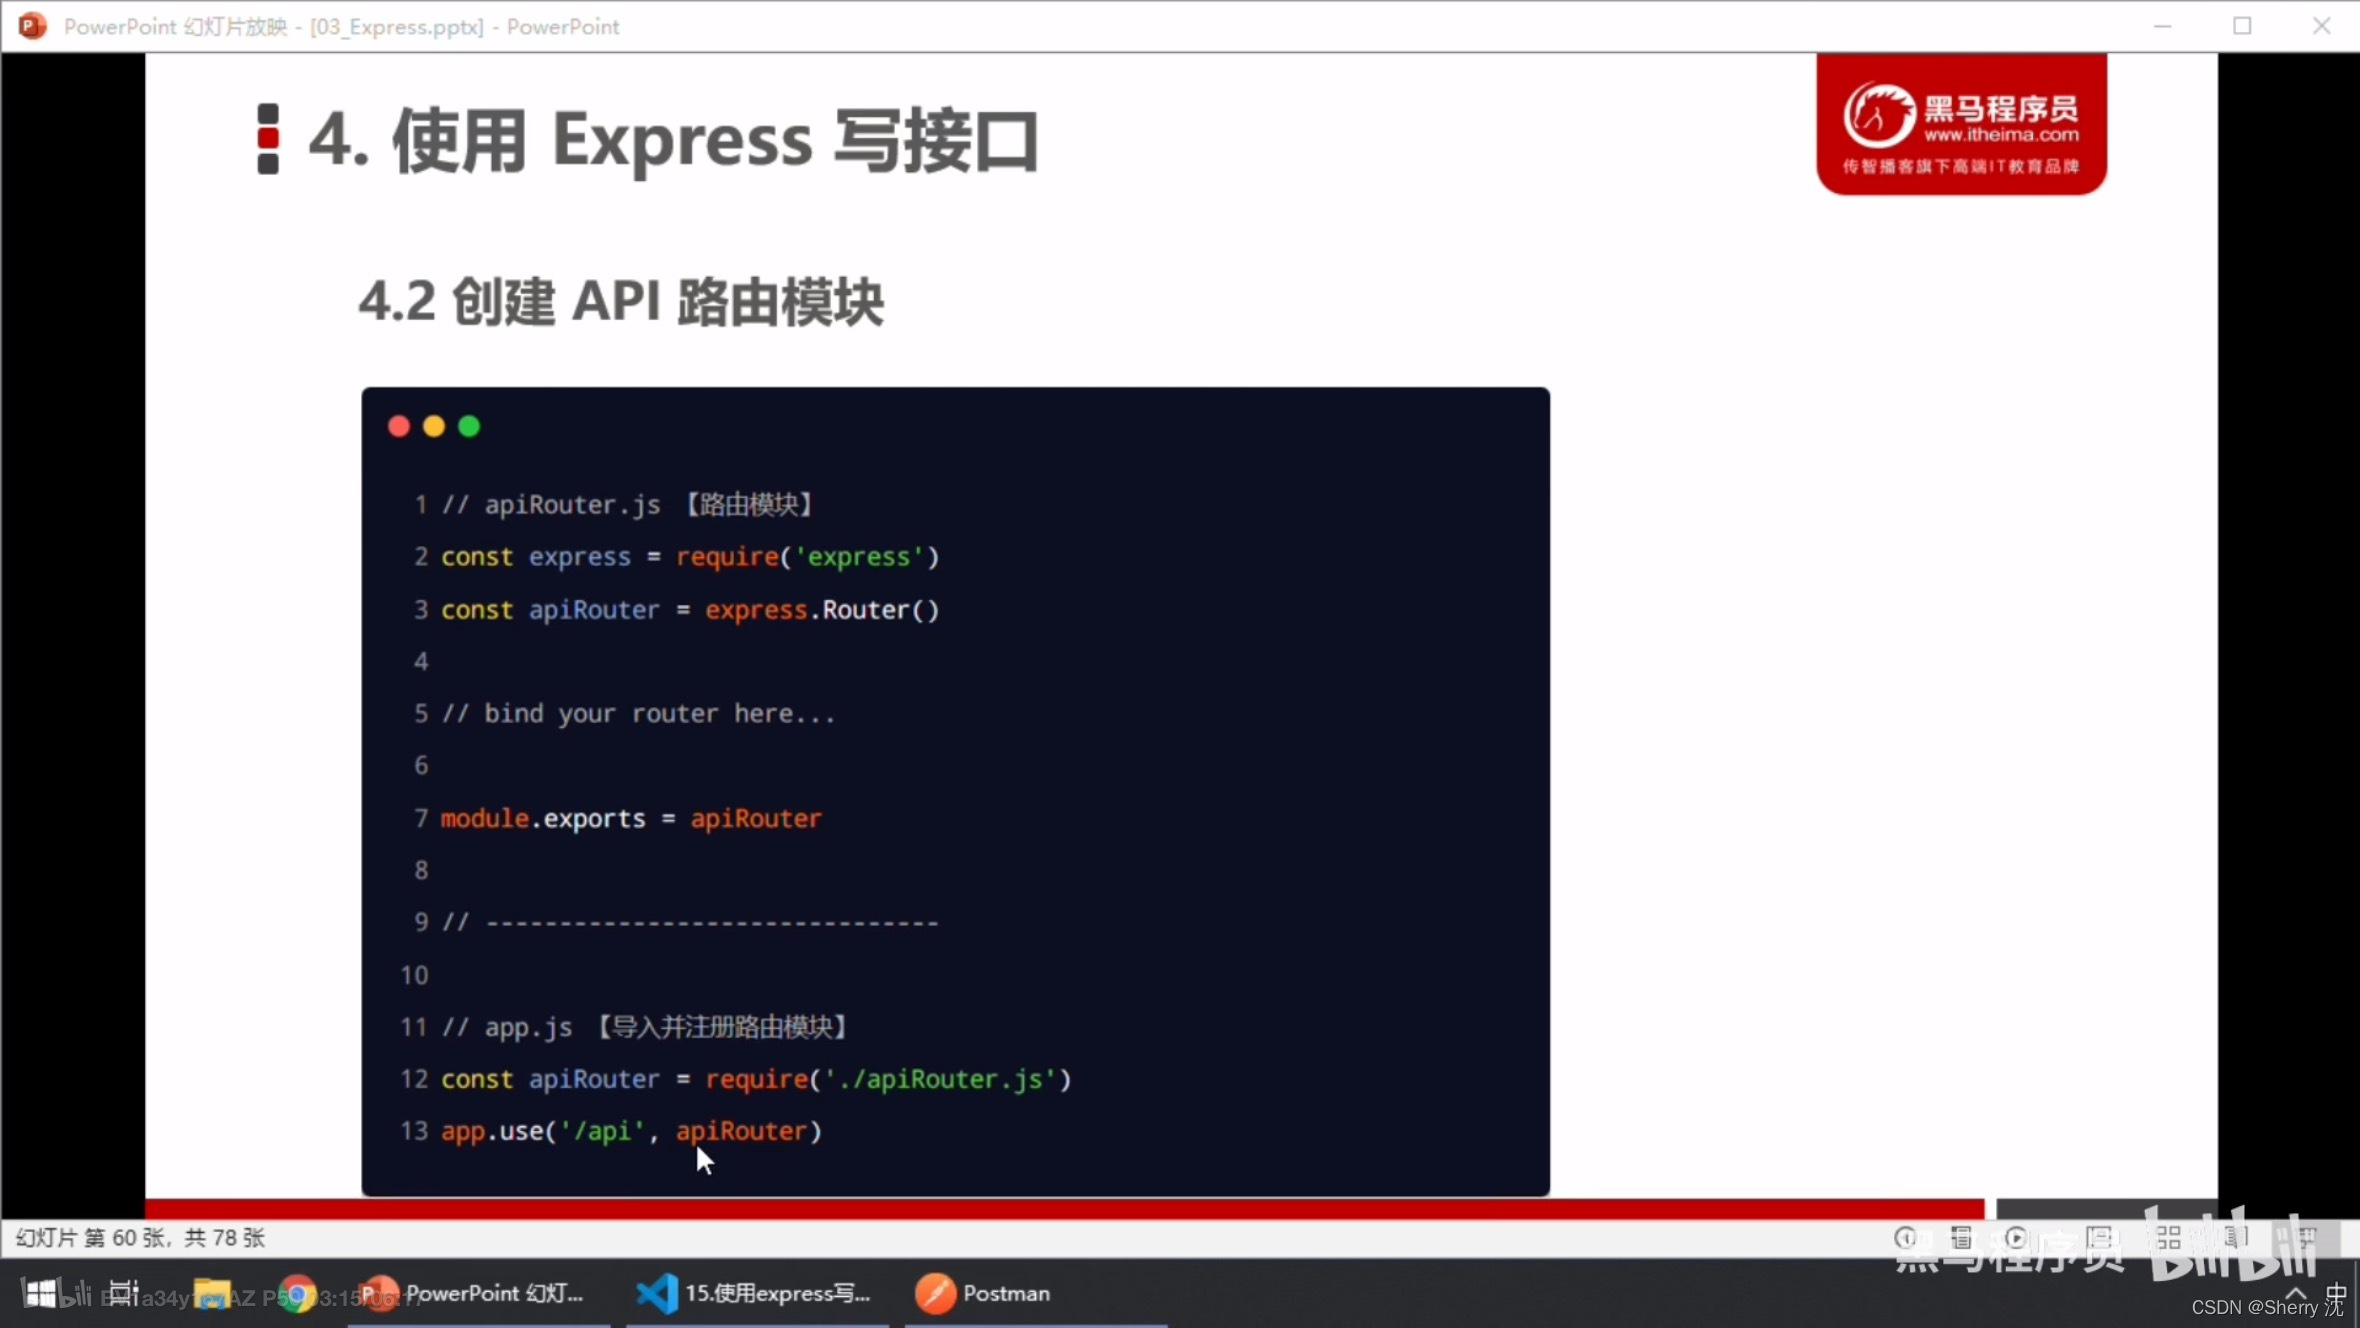 PowerPoint 幻灯片放映 - [03_Express.pptx] - PowerPoint
4. 使用 Express 写接口
黑马程序员
www.itheima.com
传智播客旗下高端IT教育品牌
4.2 创建 API 路由模块
1 // apiRouter.js 【路由模块】
2 const express = require('express')
3 const apiRouter = express.Router()
4
5 // bind your router here...
6
7 module.exports = apiRouter
8
9 // -------------------------------
10
11 // app.js 【导入并注册路由模块】
12 const apiRouter = require('./apiRouter.js')
13 app.use('/api', apiRouter)
幻灯片 第 60 张，共 78 张
黑马程序员 bilibili
PowerPoint 幻灯...
15.使用express写...
Postman
中
CSDN @Sherry 沈